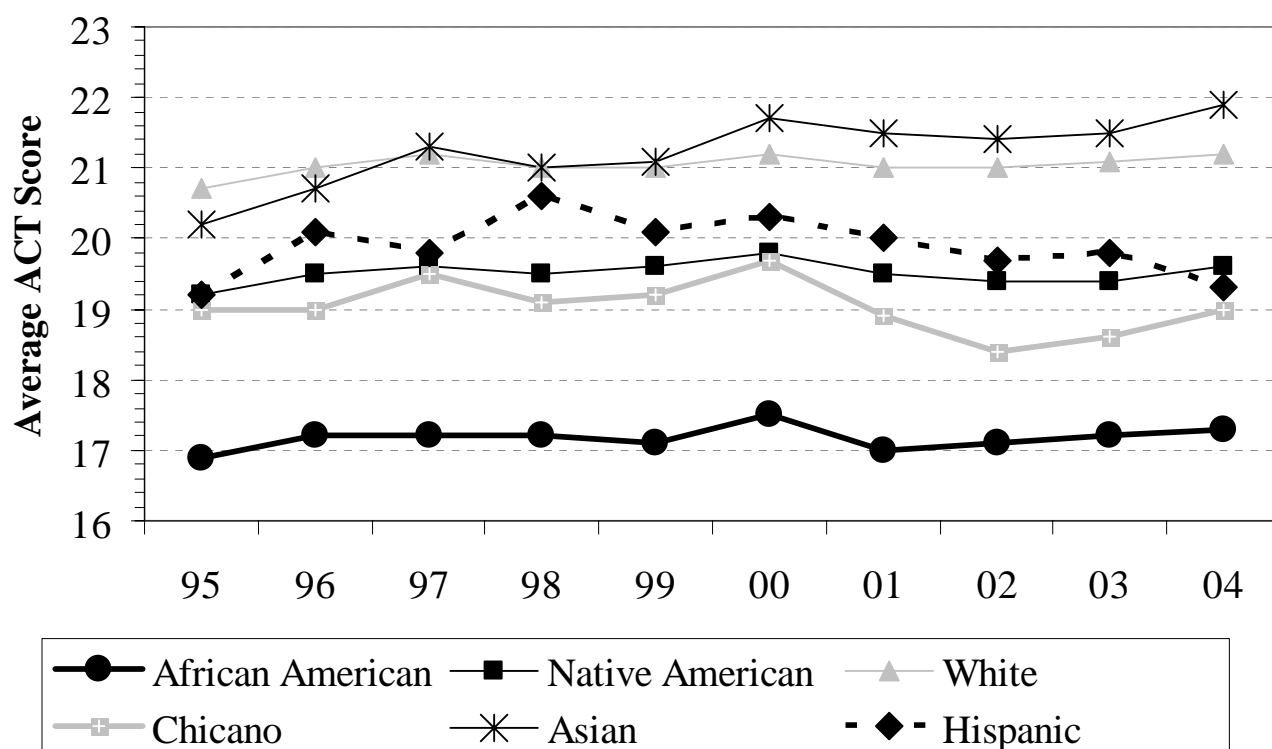 23
22
21
20
19
18
17
16
Average ACT Score
95 96 97 98 99 00 01 02 03 04
African American Native American White
Chicano Asian Hispanic